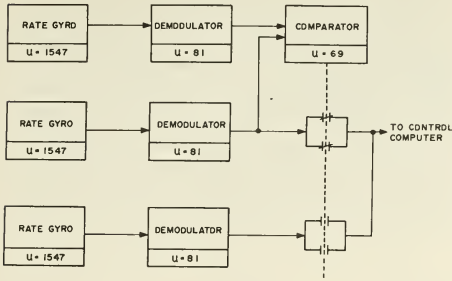 RATE GYRO
U = 1547
DEMODULATOR
U = 81
COMPARATOR
U = 69
RATE GYRO
U = 1547
DEMODULATOR
U = 81
TO CONTROL
COMPUTER
RATE GYRO
U = 1547
DEMODULATOR
U = 81